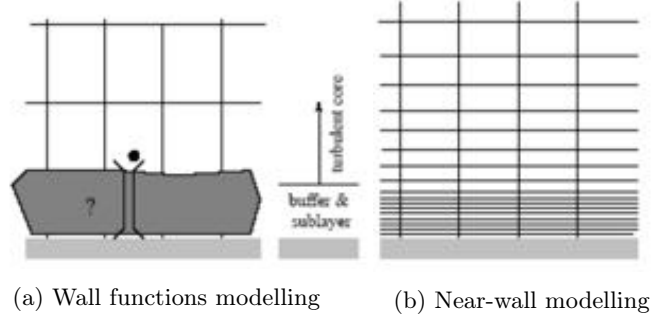 ?
turbulent core
buffer &
sublayer
(a) Wall functions modelling
(b) Near-wall modelling